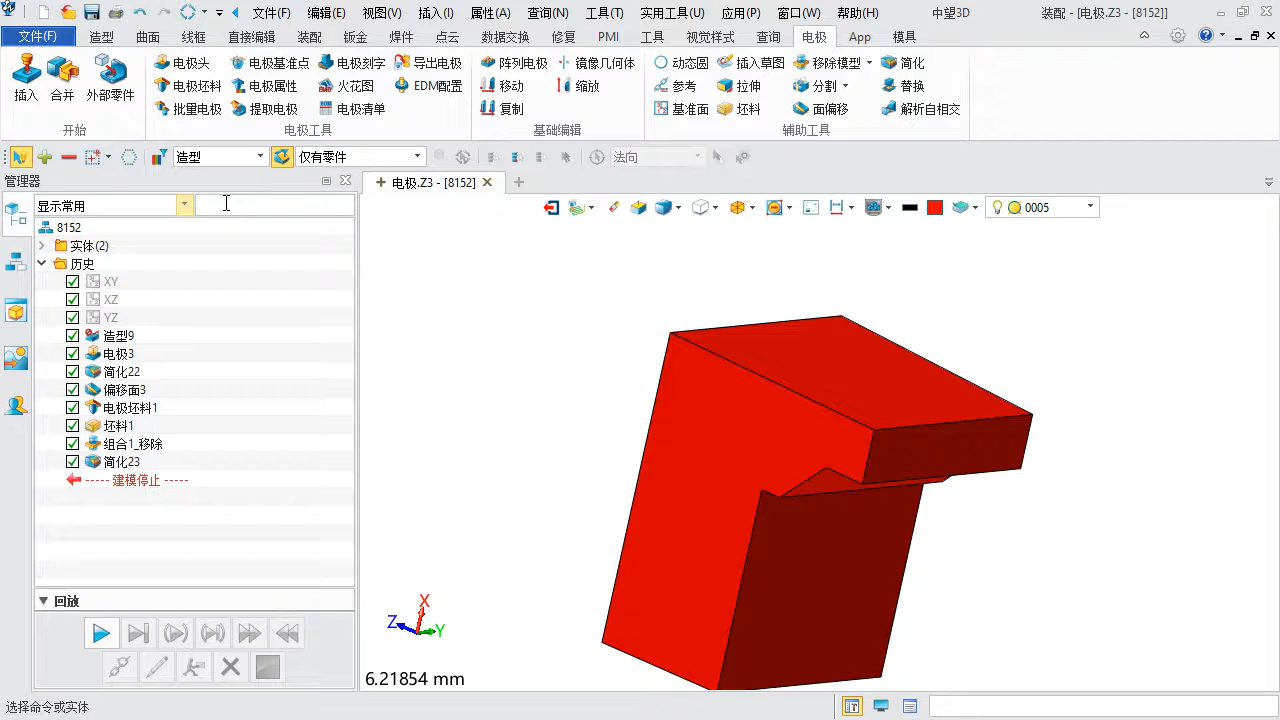 文件(F) 编辑(E) 视图(V) 插入 属性(A) 查询(N) 工具(T) 实用工具(U) 应用(P) 窗口(W) 帮助(H) 中望3D 装配 - [电极.Z3 - [8152]]
文件(F) 造型 曲面 线框 直接编辑 装配 钣金 焊件 点云 数据交换 修复 PMI 工具 视觉样式 查询 电极 App 模具
插入 合并 外部零件
开始
电极头 电极基准点 电极刻字 导出电极
电极坯料 电极属性 火花图 EDM配置
批建电极 提取电极 电极清单
电极工具
阵列电极 镜像几何体
移动 缩放
复制
基础编辑
动态圆 插入草图 移除模型 简化
参考 拉伸 分割 替换
基准面 坯料 面偏移 解析自相交
辅助工具
造型 仅有零件 法向
管理器
电极.Z3 - [8152]
显示常用
0005
8152
实体(2)
历史
XY
XZ
YZ
造型9
电极3
简化22
偏移面3
电极坯料1
坯料1
组合1_移除
简化23
----- 建模停止 -----
回放
X
Z
Y
6.21854 mm
选择命令或实体